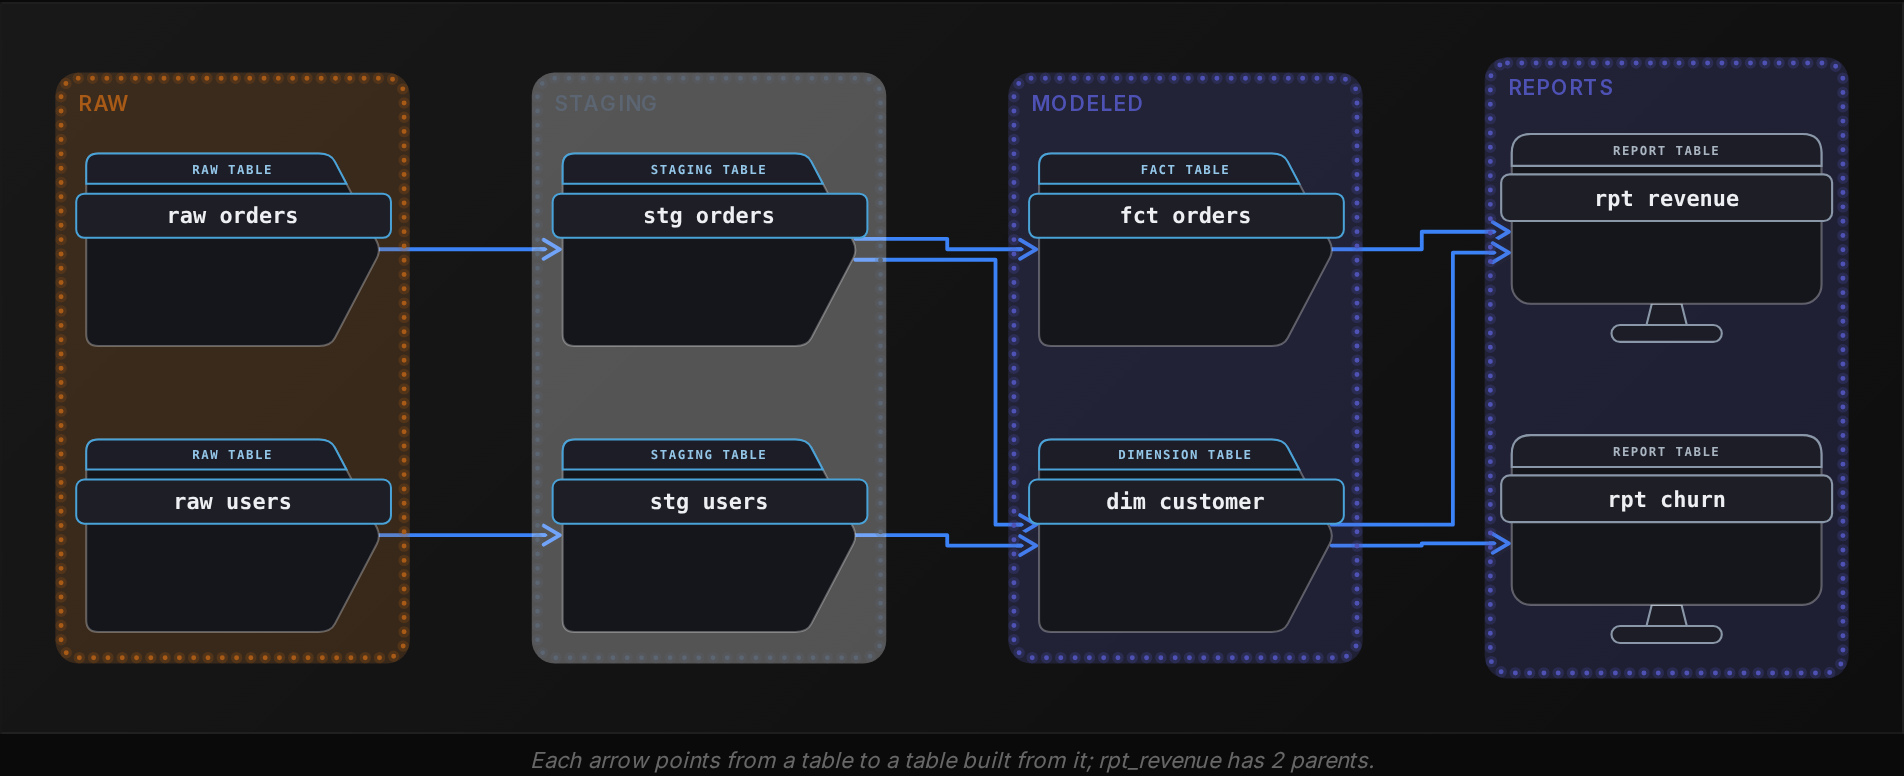 RAW
RAW TABLE
raw orders
RAW TABLE
raw users
STAGING
STAGING TABLE
stg orders
STAGING TABLE
stg users
MODELED
FACT TABLE
fct orders
DIMENSION TABLE
dim customer
REPORTS
REPORT TABLE
rpt revenue
REPORT TABLE
rpt churn
Each arrow points from a table to a table built from it; rpt_revenue has 2 parents.